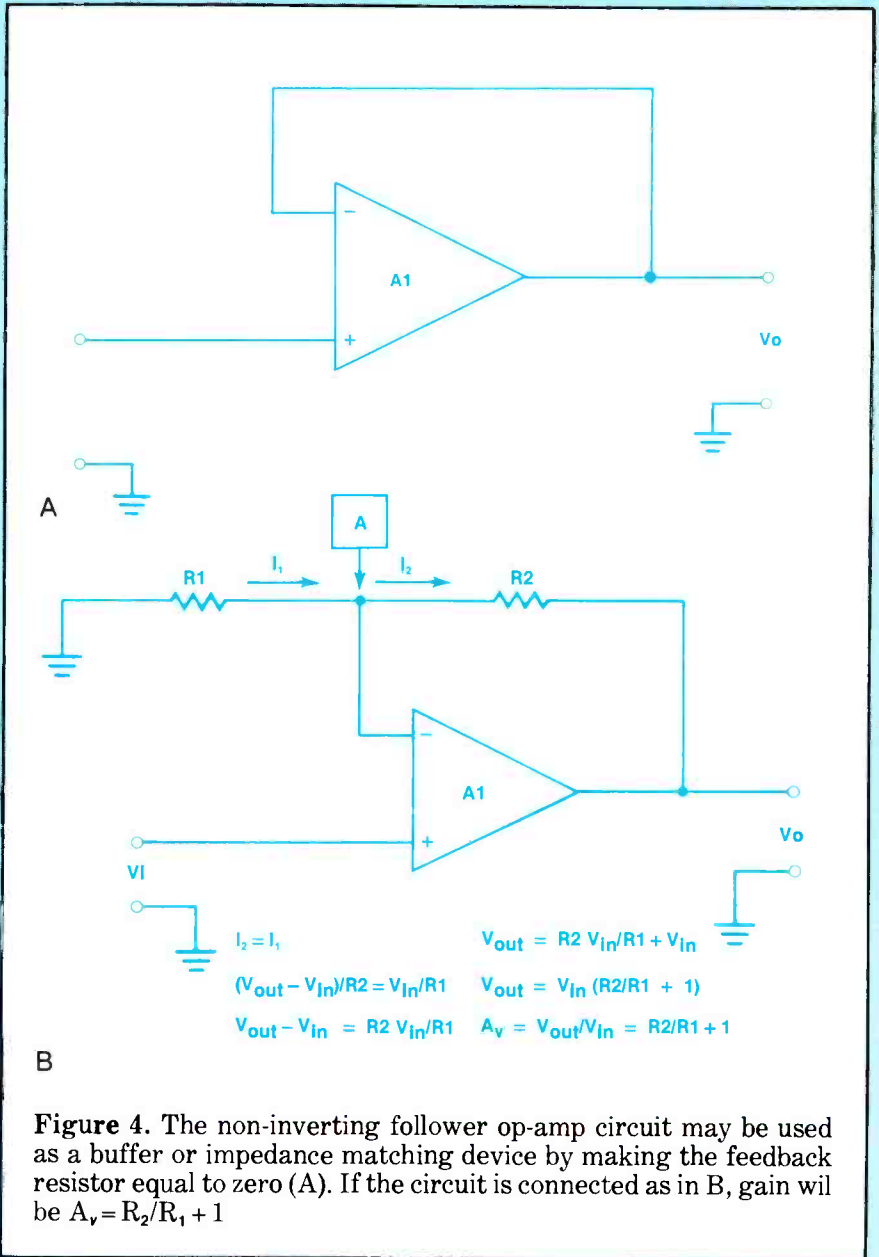 −
A1
+
Vo
A
A
I₁
I₂
R1
R2
−
A1
+
Vo
VI
I₂ = I₁
(Vout − Vin)/R2 = Vin/R1
Vout − Vin = R2 Vin/R1
Vout = R2 Vin/R1 + Vin
Vout = Vin (R2/R1 + 1)
Av = Vout/Vin = R2/R1 + 1
B
Figure 4. The non-inverting follower op-amp circuit may be used
as a buffer or impedance matching device by making the feedback
resistor equal to zero (A). If the circuit is connected as in B, gain wil
be Av = R₂/R₁ + 1